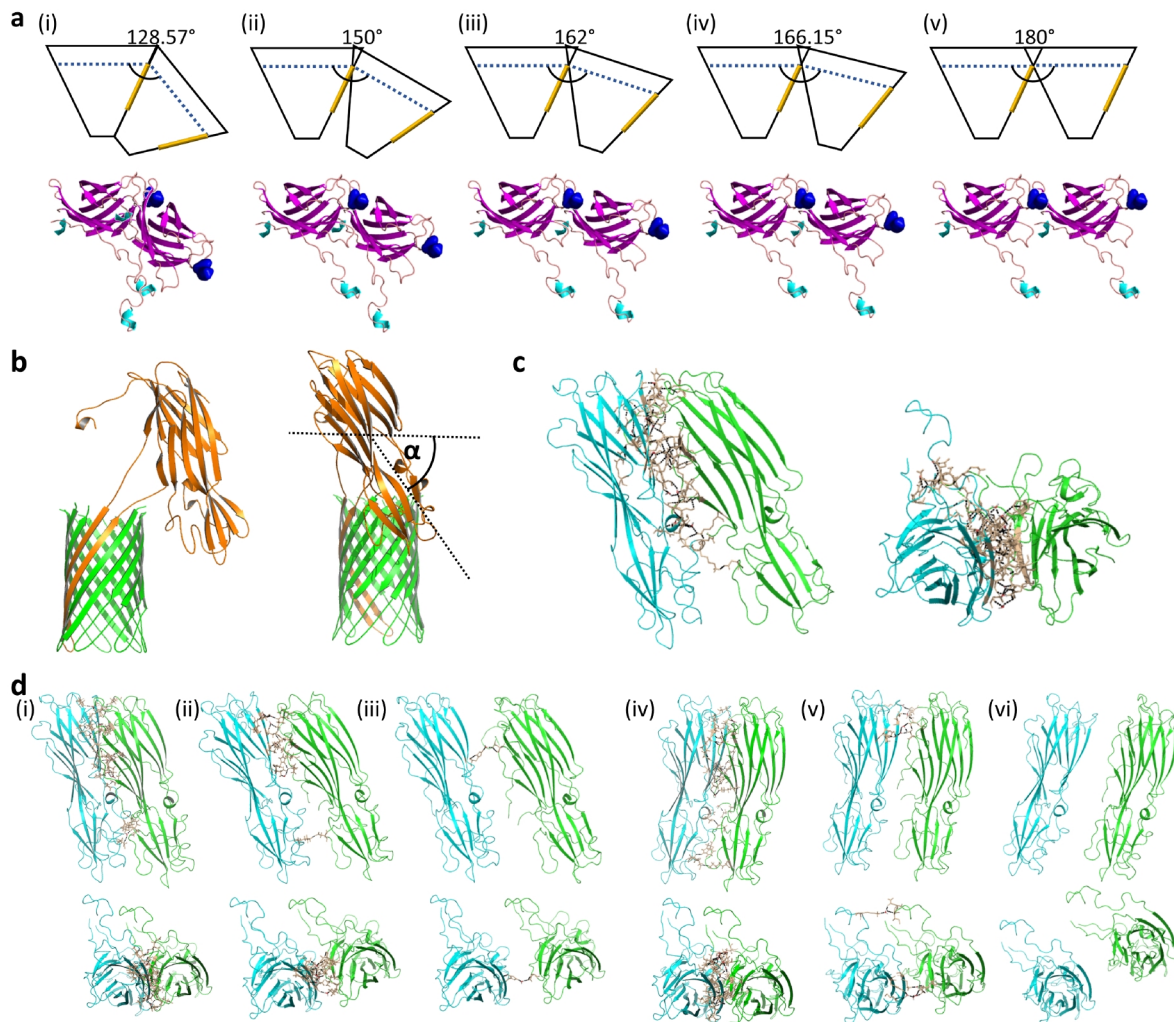 a (i) (ii) (iii) (iv) (v)
128.57° 150° 162° 166.15° 180°
b c
α
d
(i) (ii) (iii) (iv) (v) (vi)